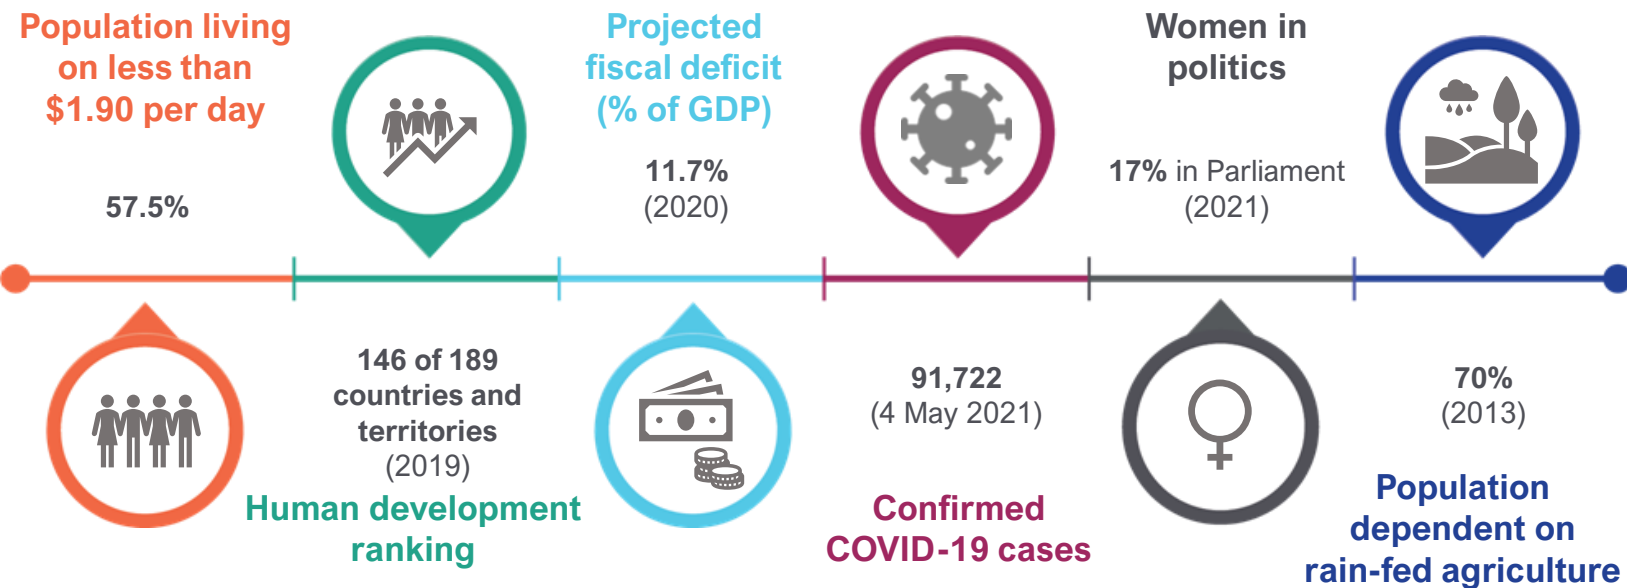 Population living
on less than
$1.90 per day
57.5%
146 of 189
countries and
territories
(2019)
Human development
ranking
Projected
fiscal deficit
(% of GDP)
11.7%
(2020)
91,722
(4 May 2021)
Confirmed
COVID-19 cases
Women in
politics
17% in Parliament
(2021)
70%
(2013)
Population
dependent on
rain-fed agriculture